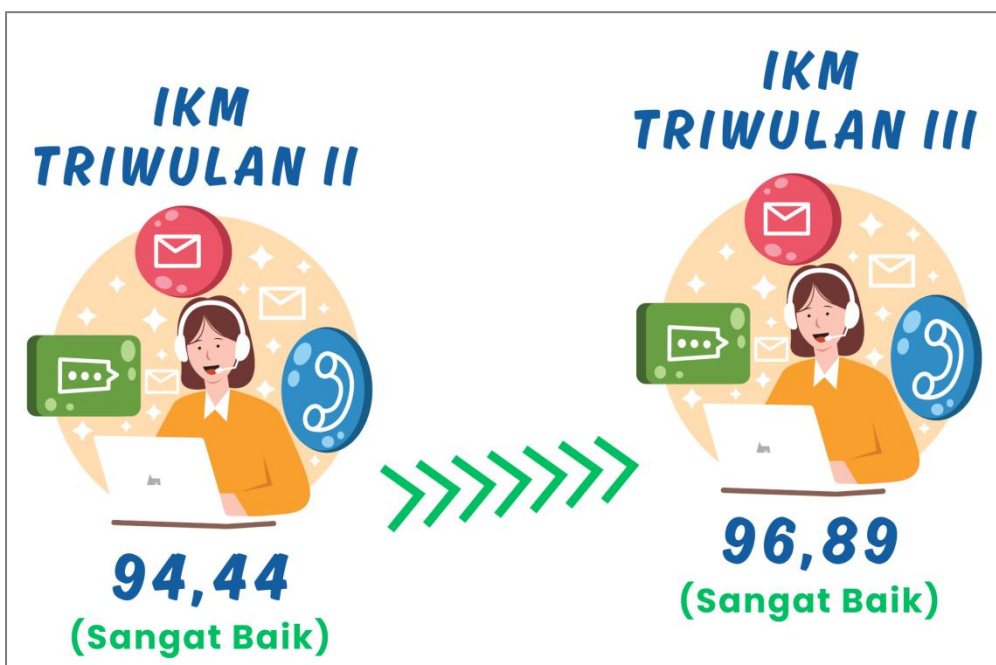 IKM
TRIWULAN II
94,44
(Sangat Baik)
IKM
TRIWULAN III
96,89
(Sangat Baik)